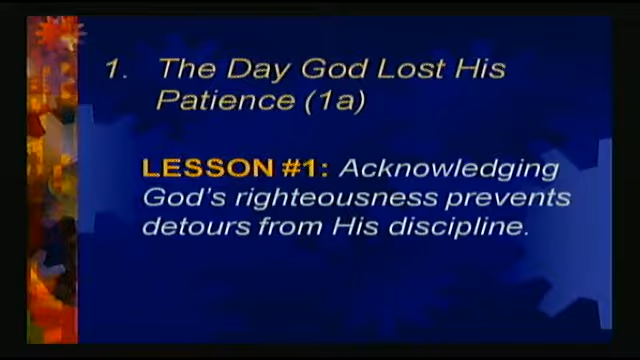 1. The Day God Lost His
Patience (1a)
LESSON #1: Acknowledging
God's righteousness prevents
detours from His discipline.